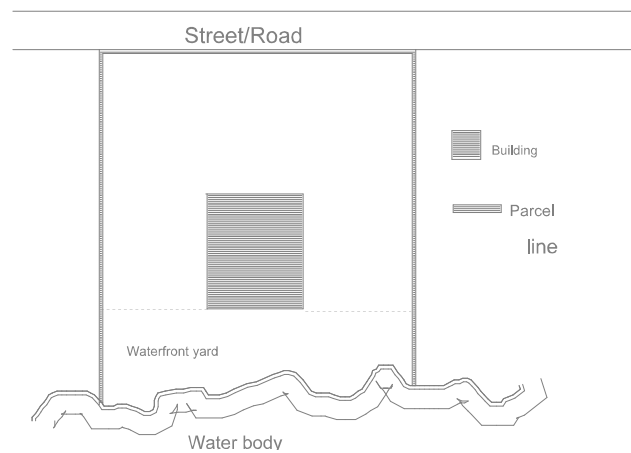 Street/Road
Building
Parcel
line
Waterfront yard
Water body